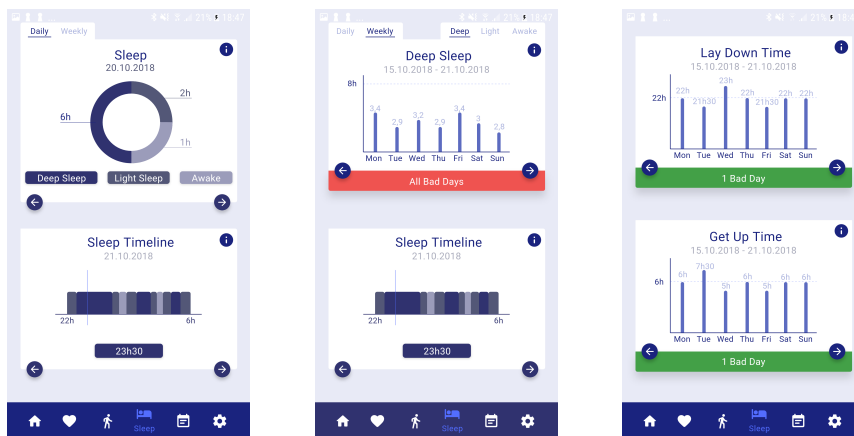 21% 18:47
Daily Weekly
Sleep
20.10.2018
2h
6h
1h
Deep Sleep Light Sleep Awake
Sleep Timeline
21.10.2018
22h 6h
23h30
Sleep
21% 18:47
Daily Weekly Deep Light Awake
Deep Sleep
15.10.2018 - 21.10.2018
8h
3,4 2,9 3,2 2,9 3,4 3 2,8
Mon Tue Wed Thu Fri Sat Sun
All Bad Days
Sleep Timeline
21.10.2018
22h 6h
23h30
Sleep
Lay Down Time
15.10.2018 - 21.10.2018
22h
22h 21h30 23h 22h 21h30 22h 22h
Mon Tue Wed Thu Fri Sat Sun
1 Bad Day
Get Up Time
15.10.2018 - 21.10.2018
6h
6h 7h30 5h 6h 5h 6h 6h
Mon Tue Wed Thu Fri Sat Sun
1 Bad Day
Sleep